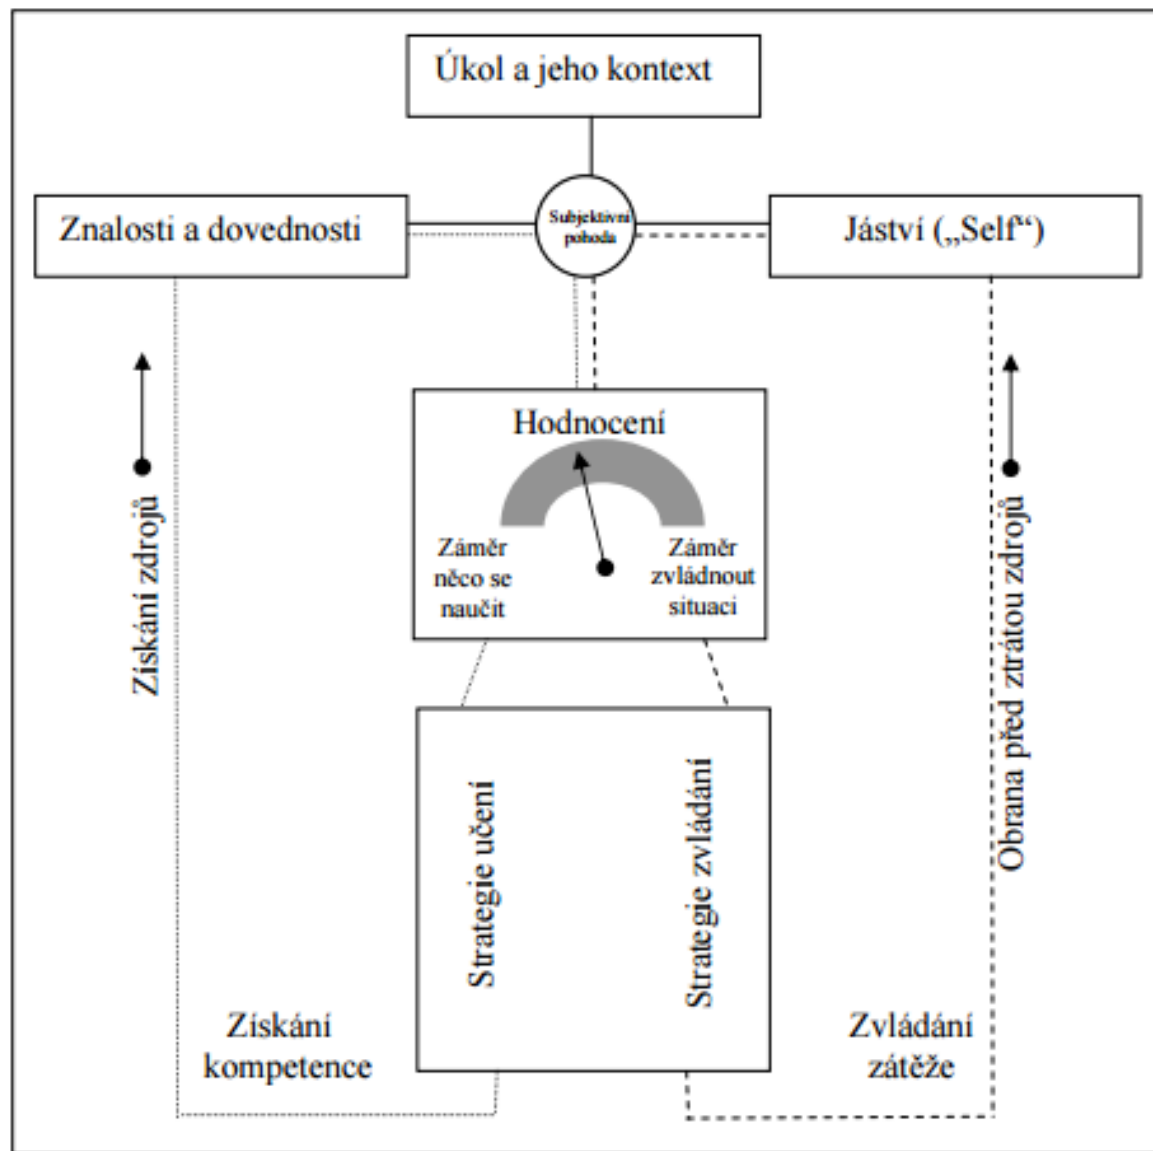 Úkol a jeho kontext
Znalosti a dovednosti
Subjektivní
pohoda
Jáství („Self“)
Hodnocení
Záměr
něco se
naučit
Záměr
zvládnout
situaci
Získání zdrojů
Obrana před ztrátou zdrojů
Strategie učení
Strategie zvládání
Získání
kompetence
Zvládání
zátěže